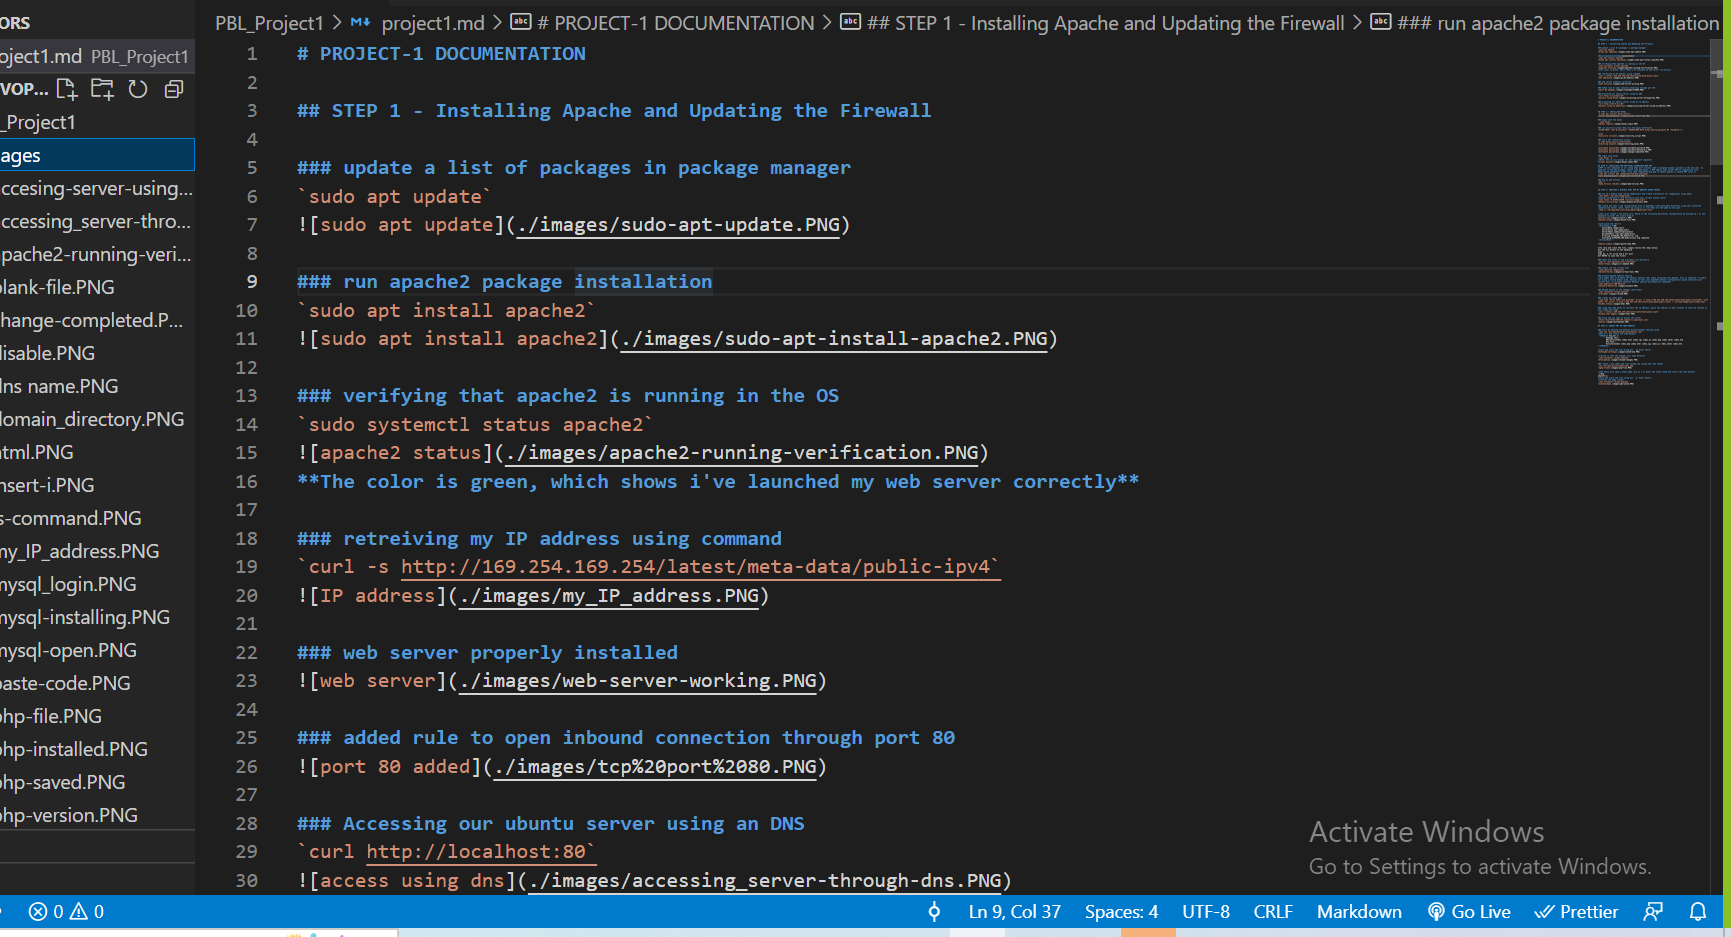 PBL_Project1 > project1.md > # PROJECT-1 DOCUMENTATION > ## STEP 1 - Installing Apache and Updating the Firewall > ### run apache2 package installation
ORS
oject1.md PBL_Project1
VOP...
_Project1
ages
ccesing-server-using...
ccessing_server-thro...
pache2-running-veri...
lank-file.PNG
hange-completed.P...
isable.PNG
ns name.PNG
omain_directory.PNG
tml.PNG
nsert-i.PNG
s-command.PNG
my_IP_address.PNG
mysql_login.PNG
mysql-installing.PNG
mysql-open.PNG
paste-code.PNG
php-file.PNG
php-installed.PNG
php-saved.PNG
php-version.PNG
1 # PROJECT-1 DOCUMENTATION
2
3 ## STEP 1 - Installing Apache and Updating the Firewall
4
5 ### update a list of packages in package manager
6 `sudo apt update`
7 ![sudo apt update](./images/sudo-apt-update.PNG)
8
9 ### run apache2 package installation
10 `sudo apt install apache2`
11 ![sudo apt install apache2](./images/sudo-apt-install-apache2.PNG)
12
13 ### verifying that apache2 is running in the OS
14 `sudo systemctl status apache2`
15 ![apache2 status](./images/apache2-running-verification.PNG)
16 **The color is green, which shows i've launched my web server correctly**
17
18 ### retreiving my IP address using command
19 `curl -s http://169.254.169.254/latest/meta-data/public-ipv4`
20 ![IP address](./images/my_IP_address.PNG)
21
22 ### web server properly installed
23 ![web server](./images/web-server-working.PNG)
24
25 ### added rule to open inbound connection through port 80
26 ![port 80 added](./images/tcp%20port%2080.PNG)
27
28 ### Accessing our ubuntu server using an DNS
29 `curl http://localhost:80`
30 ![access using dns](./images/accessing_server-through-dns.PNG)
Activate Windows
Go to Settings to activate Windows.
0 0 Ln 9, Col 37 Spaces: 4 UTF-8 CRLF Markdown Go Live Prettier